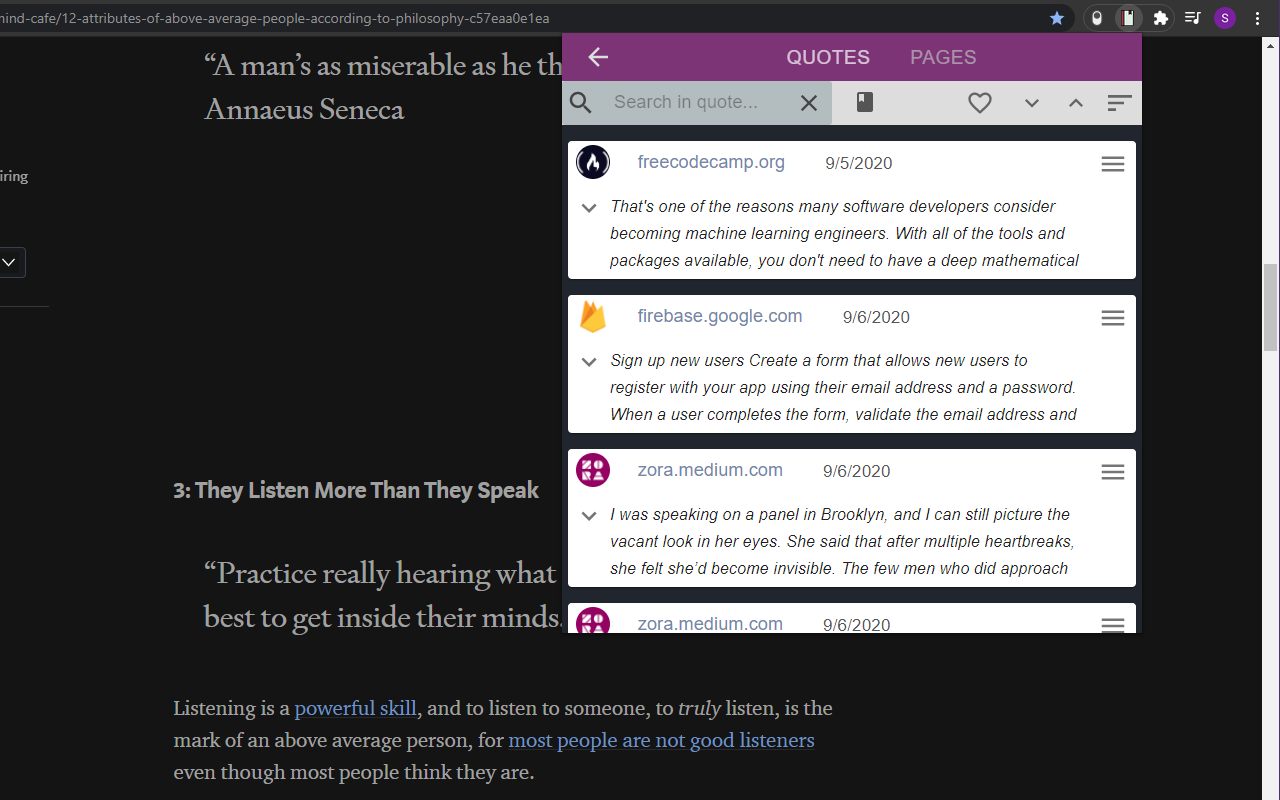 mind-cafe/12-attributes-of-above-average-people-according-to-philosophy-c57eaa0e1ea
S
“A man’s as miserable as he th
Annaeus Seneca
iring
3: They Listen More Than They Speak
“Practice really hearing what
best to get inside their minds.
Listening is a powerful skill, and to listen to someone, to truly listen, is the
mark of an above average person, for most people are not good listeners
even though most people think they are.
QUOTES PAGES
Search in quote...
freecodecamp.org 9/5/2020
That's one of the reasons many software developers consider
becoming machine learning engineers. With all of the tools and
packages available, you don't need to have a deep mathematical
firebase.google.com 9/6/2020
Sign up new users Create a form that allows new users to
register with your app using their email address and a password.
When a user completes the form, validate the email address and
ZORA
zora.medium.com 9/6/2020
I was speaking on a panel in Brooklyn, and I can still picture the
vacant look in her eyes. She said that after multiple heartbreaks,
she felt she’d become invisible. The few men who did approach
ZORA
zora.medium.com 9/6/2020